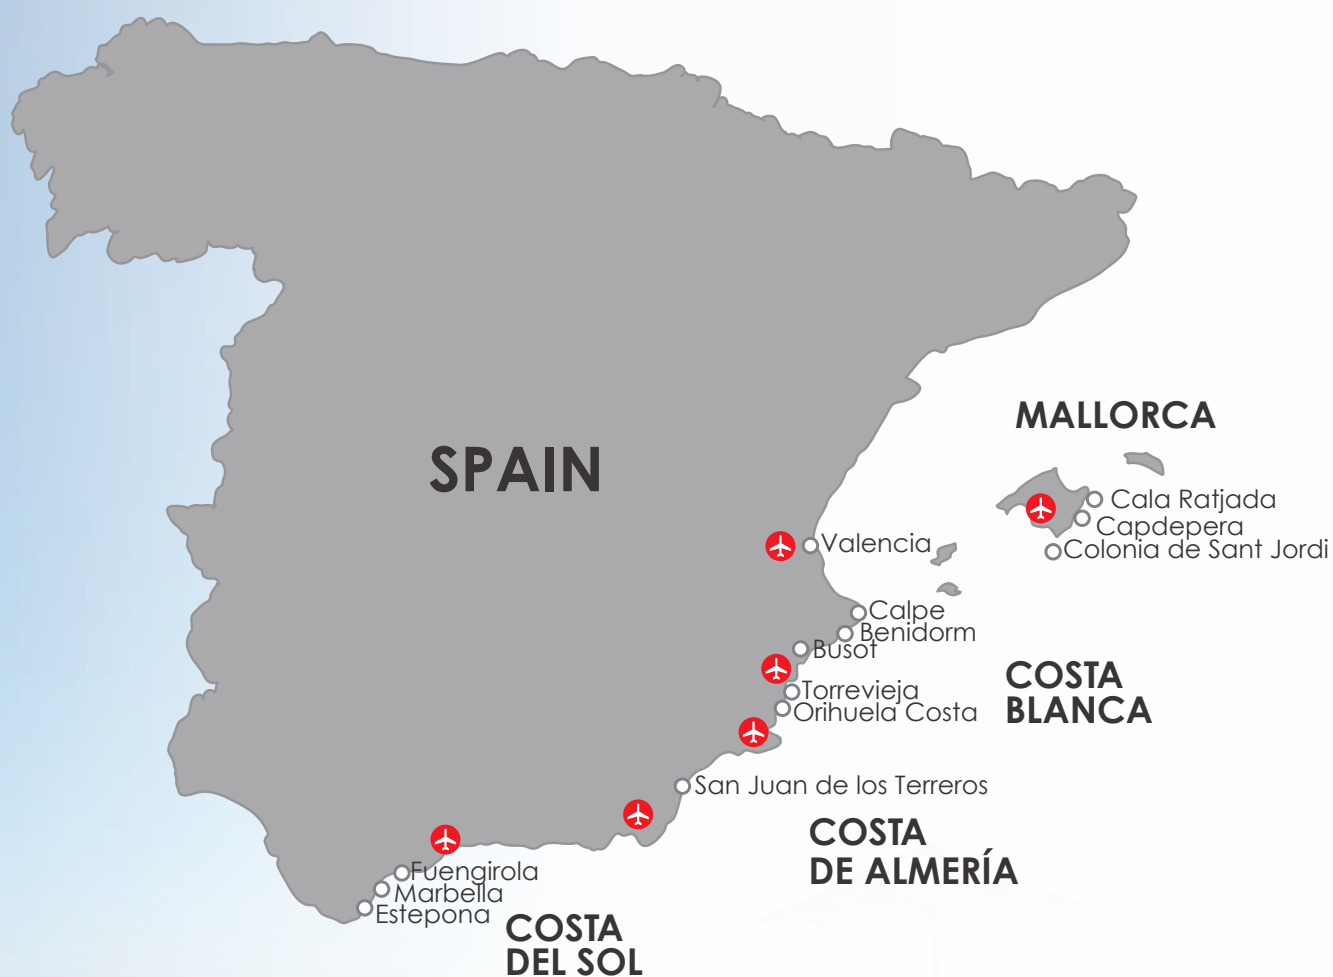 MALLORCA
SPAIN
Cala Ratjada
Capdepera
Colonia de Sant Jordi
Valencia
Calpe
Benidorm
Busot
COSTA
BLANCA
Torrevieja
Orihuela Costa
San Juan de los Terreros
COSTA
DE ALMERÍA
Fuengirola
Marbella
Estepona
COSTA
DEL SOL